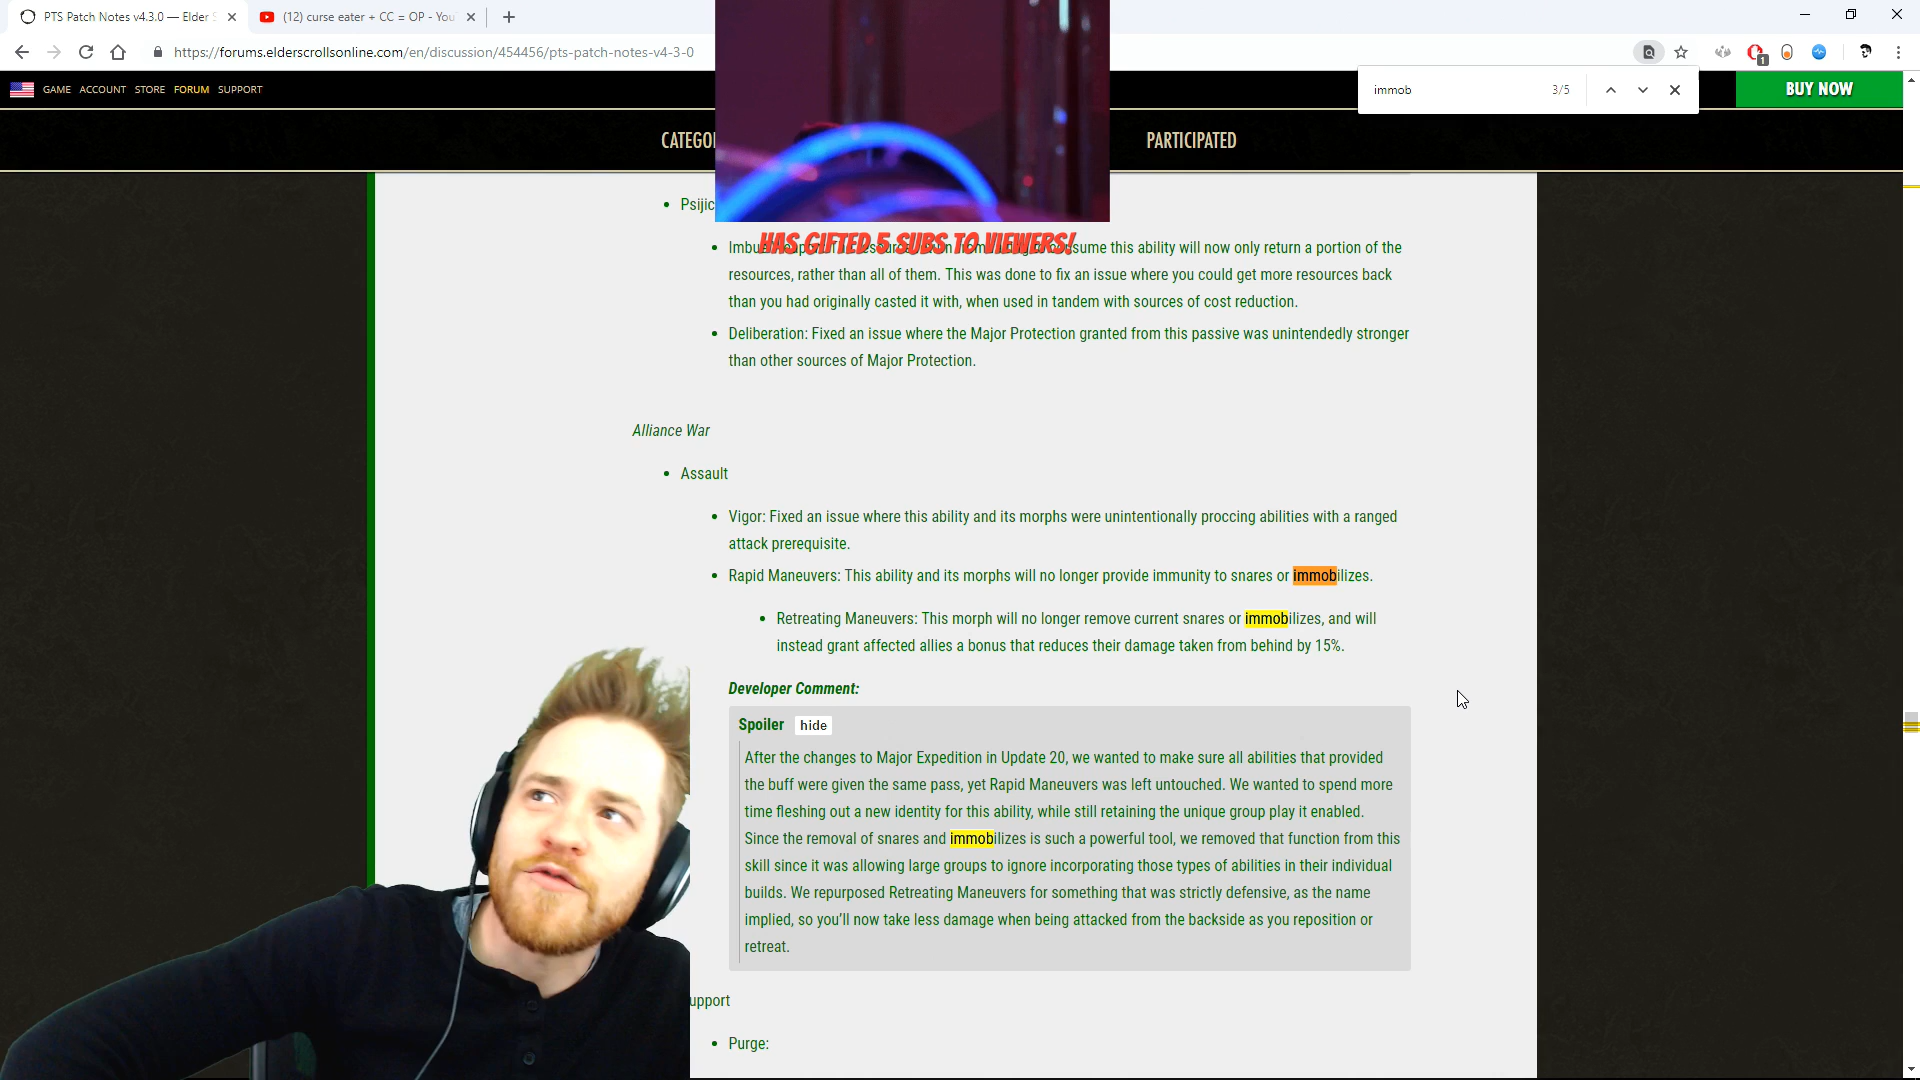 PTS Patch Notes v4.3.0 — Elder S
(12) curse eater + CC = OP - You
https://forums.elderscrollsonline.com/en/discussion/454456/pts-patch-notes-v4-3-0
1
GAME ACCOUNT STORE FORUM SUPPORT
immob 3/5
BUY NOW
CATEGO
PARTICIPATED
Psijic
HAS GIFTED 5 SUBS TO VIEWERS!
consume this ability will now only return a portion of the
resources, rather than all of them. This was done to fix an issue where you could get more resources back
than you had originally casted it with, when used in tandem with sources of cost reduction.
Deliberation: Fixed an issue where the Major Protection granted from this passive was unintendedly stronger
than other sources of Major Protection.
Alliance War
Assault
Vigor: Fixed an issue where this ability and its morphs were unintentionally proccing abilities with a ranged
attack prerequisite.
Rapid Maneuvers: This ability and its morphs will no longer provide immunity to snares or immobilizes.
Retreating Maneuvers: This morph will no longer remove current snares or immobilizes, and will
instead grant affected allies a bonus that reduces their damage taken from behind by 15%.
Developer Comment:
Spoiler hide
After the changes to Major Expedition in Update 20, we wanted to make sure all abilities that provided
the buff were given the same pass, yet Rapid Maneuvers was left untouched. We wanted to spend more
time fleshing out a new identity for this ability, while still retaining the unique group play it enabled.
Since the removal of snares and immobilizes is such a powerful tool, we removed that function from this
skill since it was allowing large groups to ignore incorporating those types of abilities in their individual
builds. We repurposed Retreating Maneuvers for something that was strictly defensive, as the name
implied, so you'll now take less damage when being attacked from the backside as you reposition or
retreat.
upport
Purge: